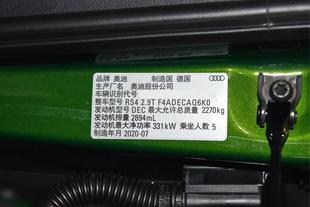 品牌 奥迪 制造国 德国
生产厂名 奥迪股份公司
车辆识别代号
整车型号 RS4 2.9T F4ADECAQ6K0
发动机型号 DEC 最大允许总质量 2270kg
发动机排量 2894mL
发动机最大净功率 331kW 乘坐人数 5
制造年月 2020-07